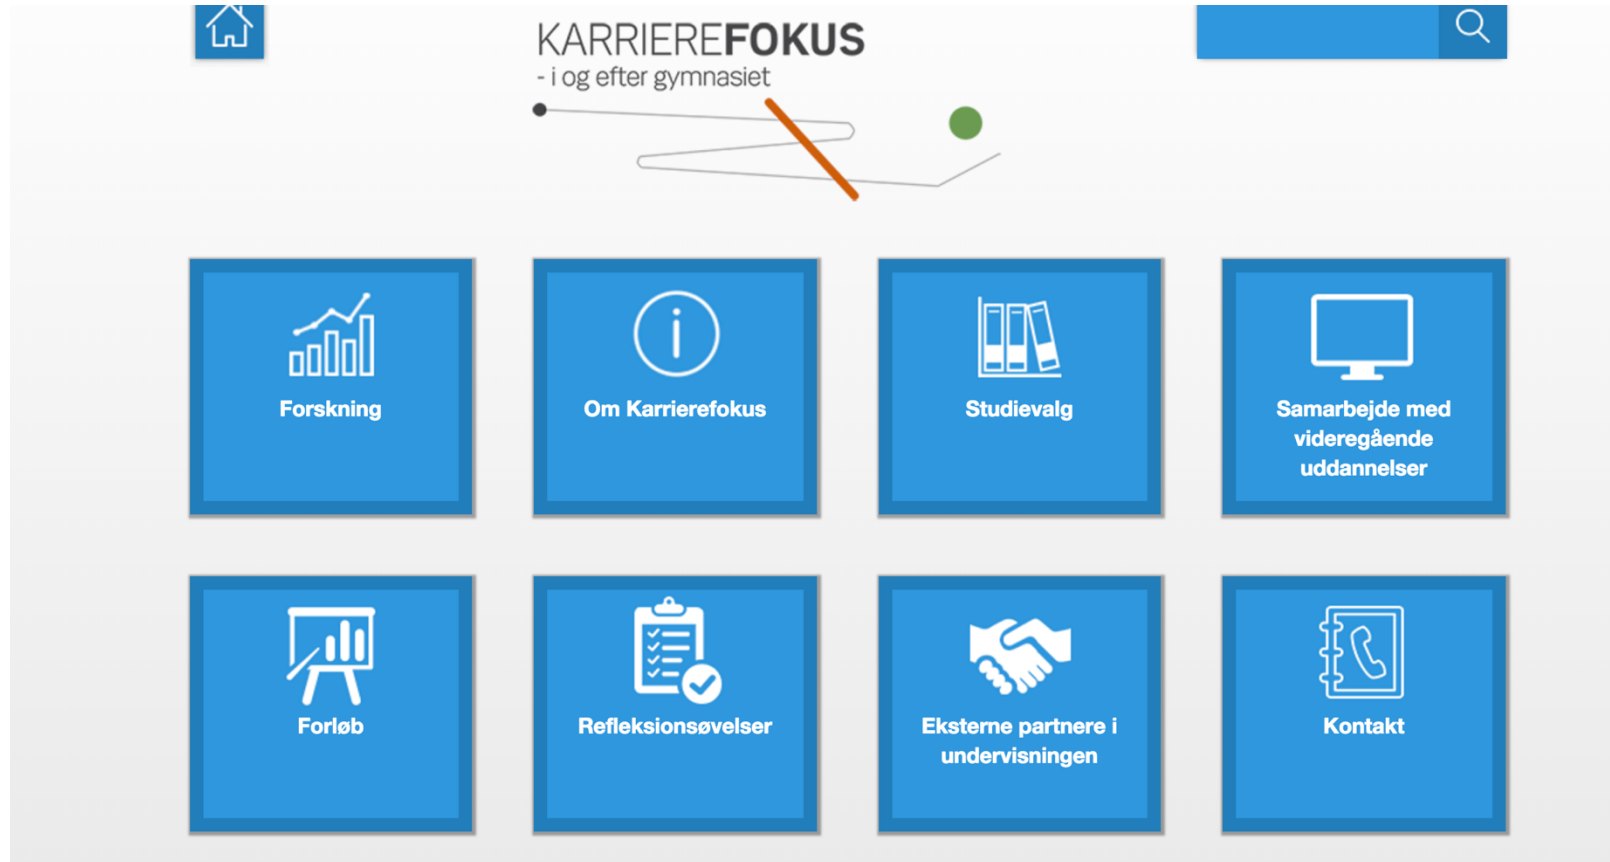 KARRIEREFOKUS
- i og efter gymnasiet
Forskning
Om Karrierefokus
Studievalg
Samarbejde med
videregående
uddannelser
Forløb
Refleksionsøvelser
Eksterne partnere i
undervisningen
Kontakt